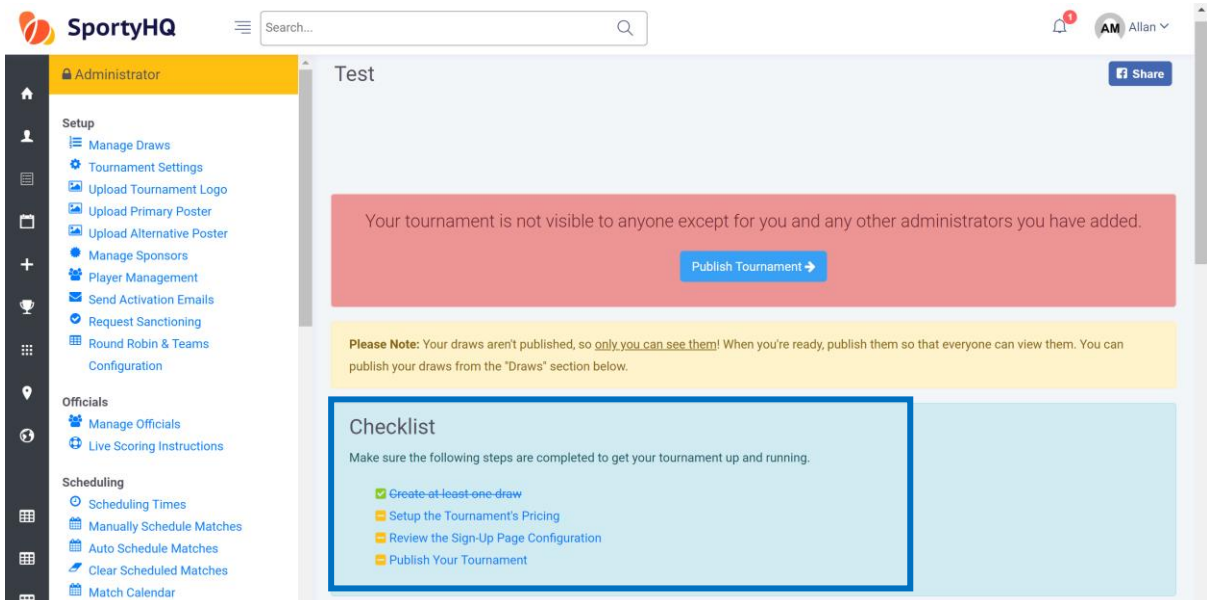 SportyHQ
Search...
1
AM Allan
Administrator
Setup
Manage Draws
Tournament Settings
Upload Tournament Logo
Upload Primary Poster
Upload Alternative Poster
Manage Sponsors
Player Management
Send Activation Emails
Request Sanctioning
Round Robin & Teams
Configuration
Officials
Manage Officials
Live Scoring Instructions
Scheduling
Scheduling Times
Manually Schedule Matches
Auto Schedule Matches
Clear Scheduled Matches
Match Calendar
Test
Share
Your tournament is not visible to anyone except for you and any other administrators you have added.
Publish Tournament
Please Note: Your draws aren't published, so only you can see them! When you're ready, publish them so that everyone can view them. You can
publish your draws from the "Draws" section below.
Checklist
Make sure the following steps are completed to get your tournament up and running.
Create at least one draw
Setup the Tournament's Pricing
Review the Sign-Up Page Configuration
Publish Your Tournament